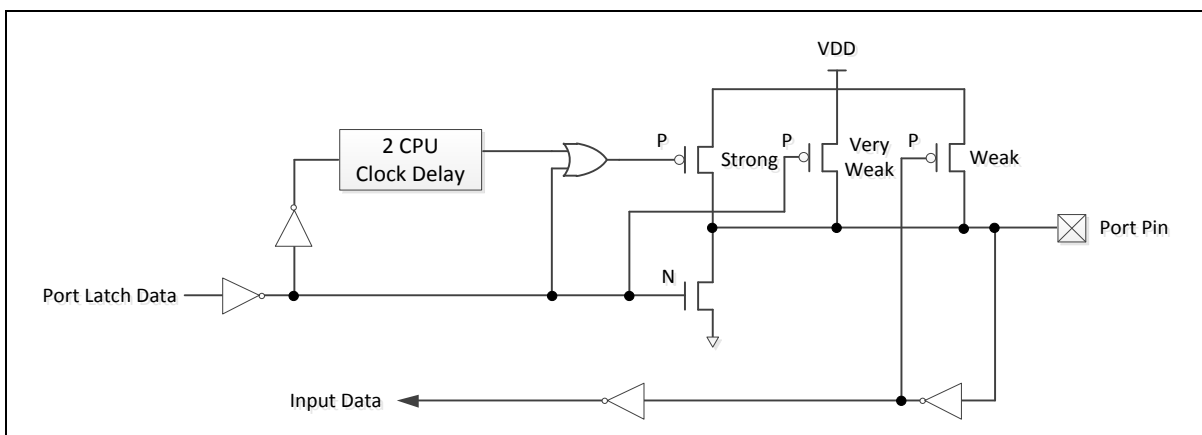 VDD
2 CPU
Clock Delay
P
Strong
P
Very
Weak
P
Weak
Port Pin
N
Port Latch Data
Input Data